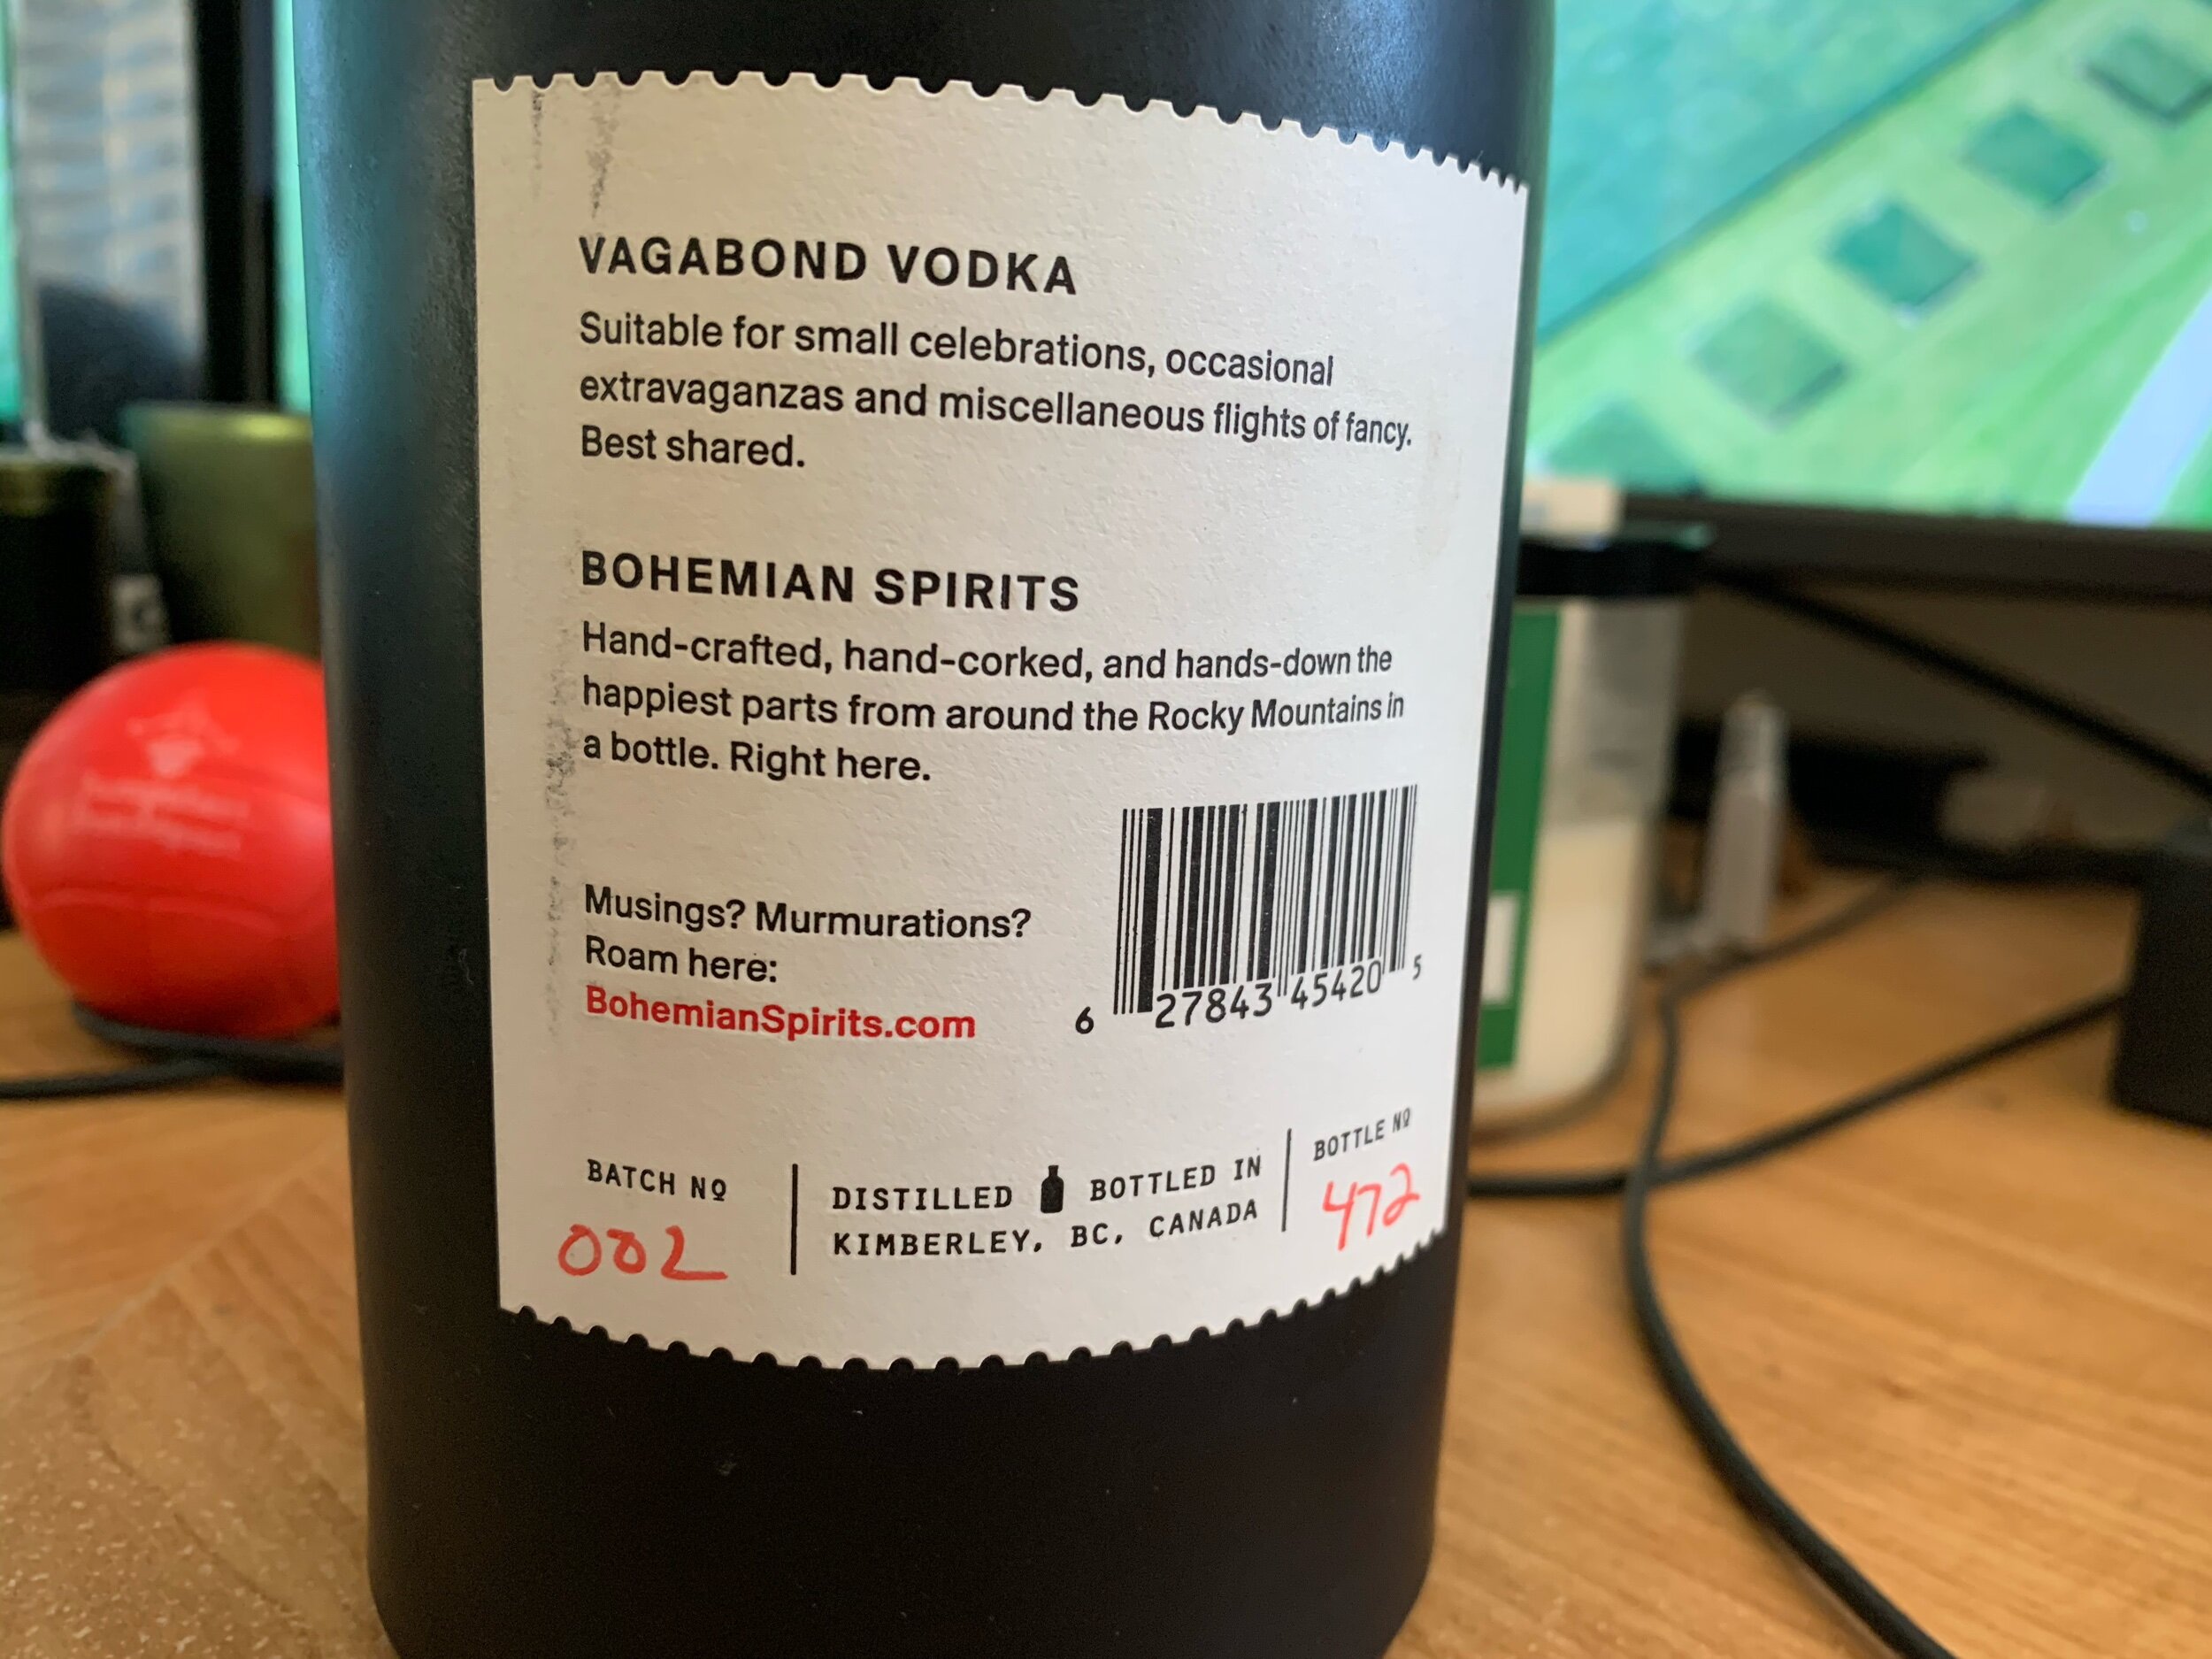 VAGABOND VODKA
Suitable for small celebrations, occasional
extravaganzas and miscellaneous flights of fancy.
Best shared.
BOHEMIAN SPIRITS
Hand-crafted, hand-corked, and hands-down the
happiest parts from around the Rocky Mountains in
a bottle. Right here.
Musings? Murmurations?
Roam here:
BohemianSpirits.com
6 27843 45420 5
BATCH Nº
002
DISTILLED BOTTLED IN
KIMBERLEY, BC, CANADA
BOTTLE Nº
472